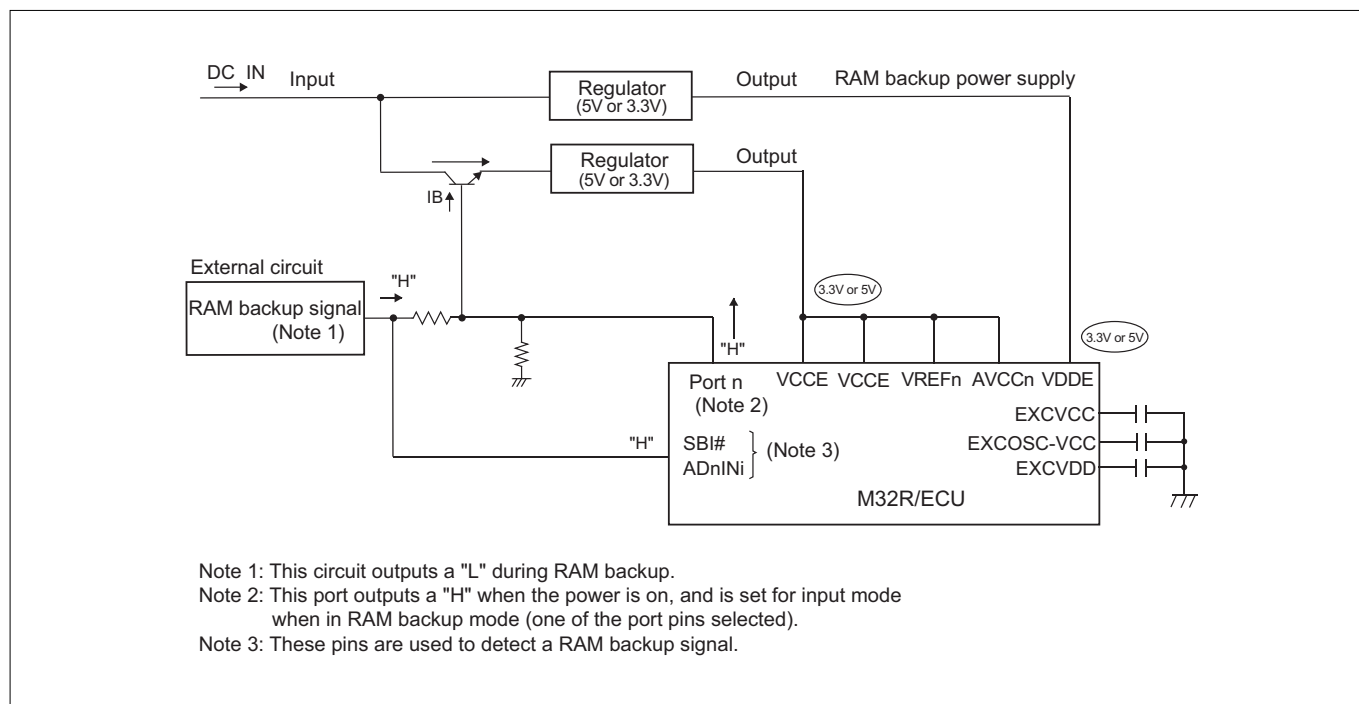 DC IN
Input
Regulator
(5V or 3.3V)
Output
RAM backup power supply
Regulator
(5V or 3.3V)
Output
IB
External circuit
RAM backup signal
(Note 1)
"H"
3.3V or 5V
3.3V or 5V
"H"
Port n
(Note 2)
VCCE
VCCE
VREFn
AVCCn
VDDE
EXCVCC
"H"
SBI#
ADnINi
(Note 3)
EXCOSC-VCC
EXCVDD
M32R/ECU
Note 1: This circuit outputs a "L" during RAM backup.
Note 2: This port outputs a "H" when the power is on, and is set for input mode
when in RAM backup mode (one of the port pins selected).
Note 3: These pins are used to detect a RAM backup signal.